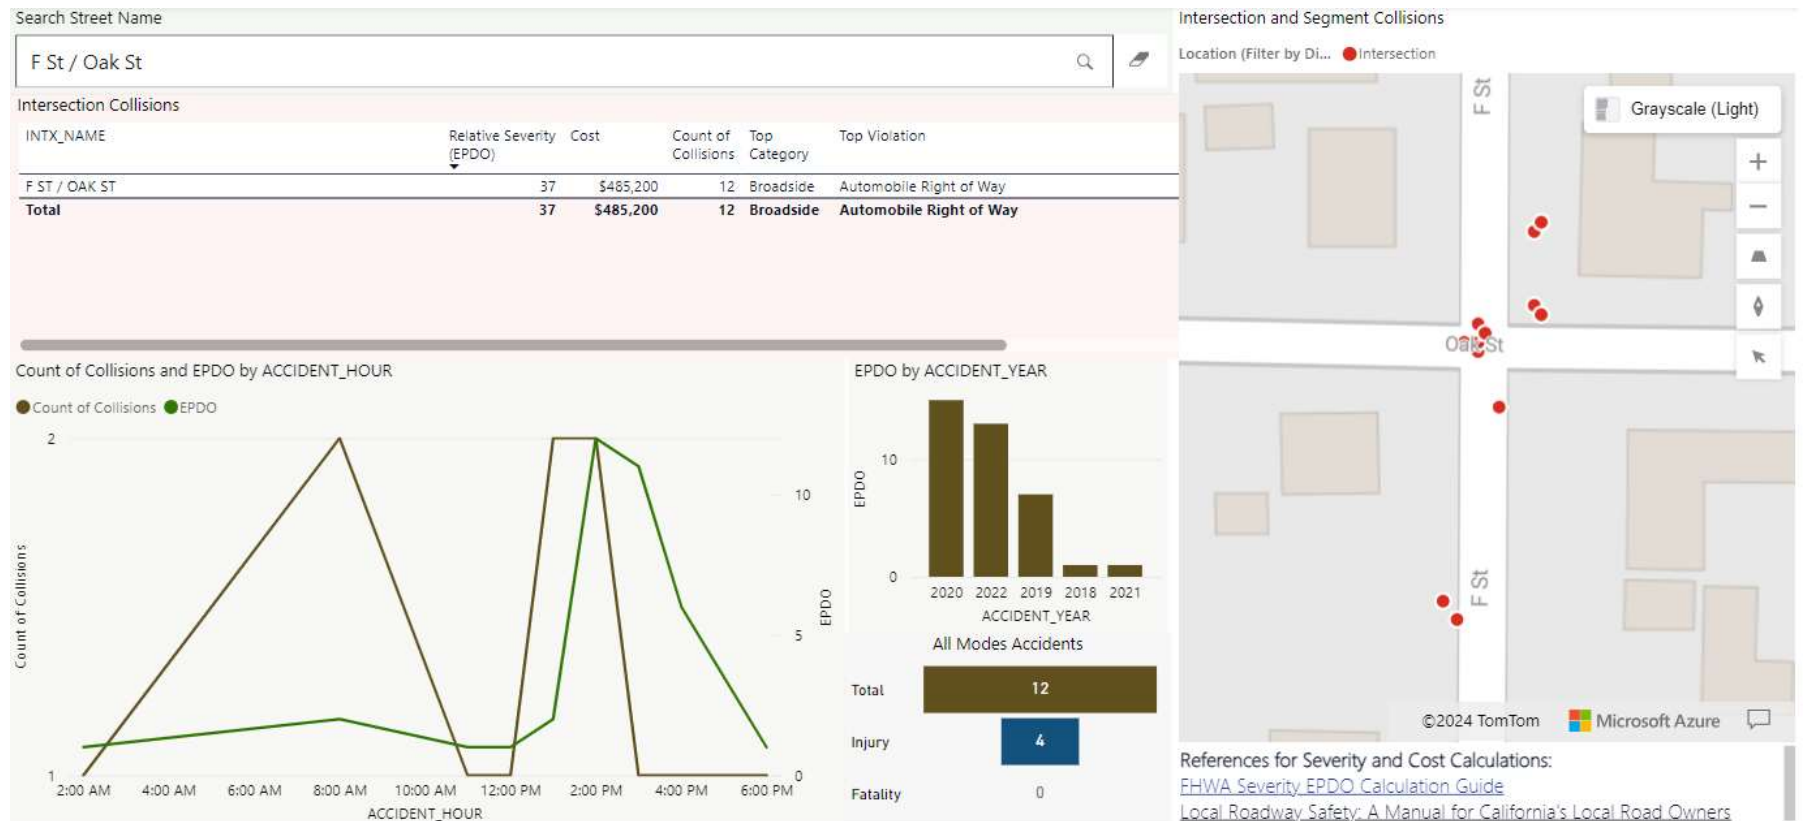 Search Street Name
F St / Oak St
Intersection Collisions
INTX_NAME
Relative Severity
(EPDO)
Cost
Count of
Collisions
Top
Category
Top Violation
F ST / OAK ST 37 $485,200 12 Broadside Automobile Right of Way
Total 37 $485,200 12 Broadside Automobile Right of Way
Count of Collisions and EPDO by ACCIDENT_HOUR
Count of Collisions EPDO
Count of Collisions
2
1
10
5
0
EPDO
2:00 AM 4:00 AM 6:00 AM 8:00 AM 10:00 AM 12:00 PM 2:00 PM 4:00 PM 6:00 PM
ACCIDENT_HOUR
EPDO by ACCIDENT_YEAR
EPDO
10
0
2020 2022 2019 2018 2021
ACCIDENT_YEAR
All Modes Accidents
Total 12
Injury 4
Fatality 0
Intersection and Segment Collisions
Location (Filter by Di... Intersection
F St
Grayscale (Light)
Oak St
F St
©2024 TomTom Microsoft Azure
References for Severity and Cost Calculations:
FHWA Severity EPDO Calculation Guide
Local Roadway Safety: A Manual for California's Local Road Owners